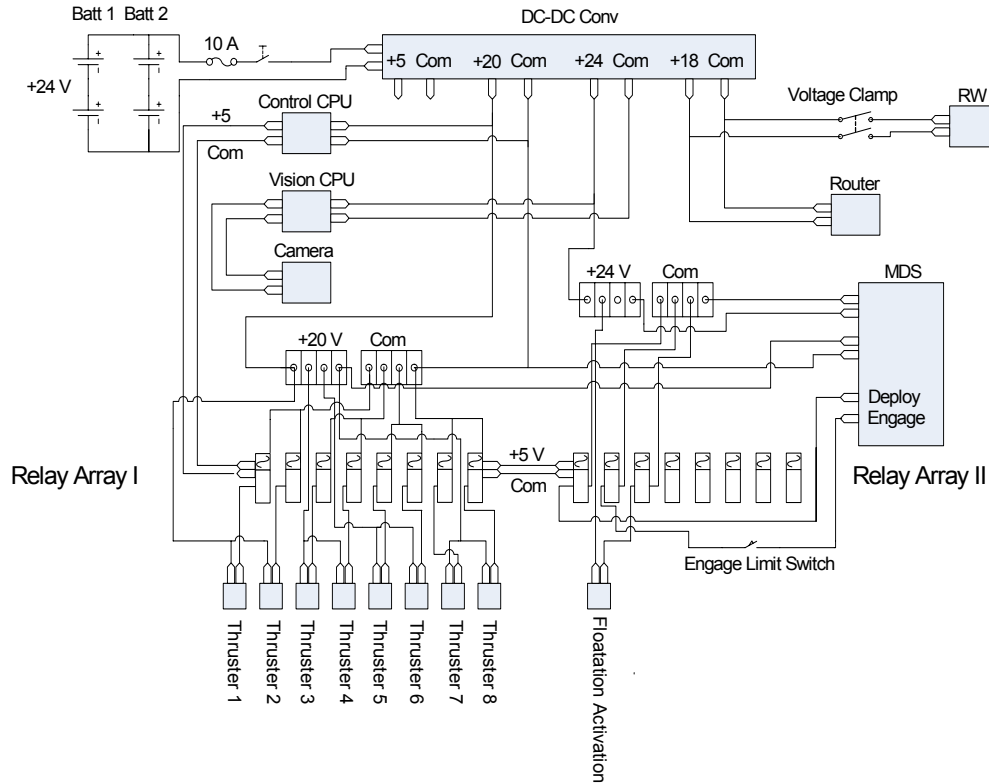 Batt 1 Batt 2
DC-DC Conv
10 A
+5 Com +20 Com +24 Com +18 Com
+24 V
Control CPU
Voltage Clamp
RW
+5
Com
Vision CPU
Router
Camera
+24 V
Com
MDS
+20 V
Com
Deploy
Engage
Relay Array I
+5 V
Com
Relay Array II
Engage Limit Switch
Thruster 1
Thruster 2
Thruster 3
Thruster 4
Thruster 5
Thruster 6
Thruster 7
Thruster 8
Floatation Activation